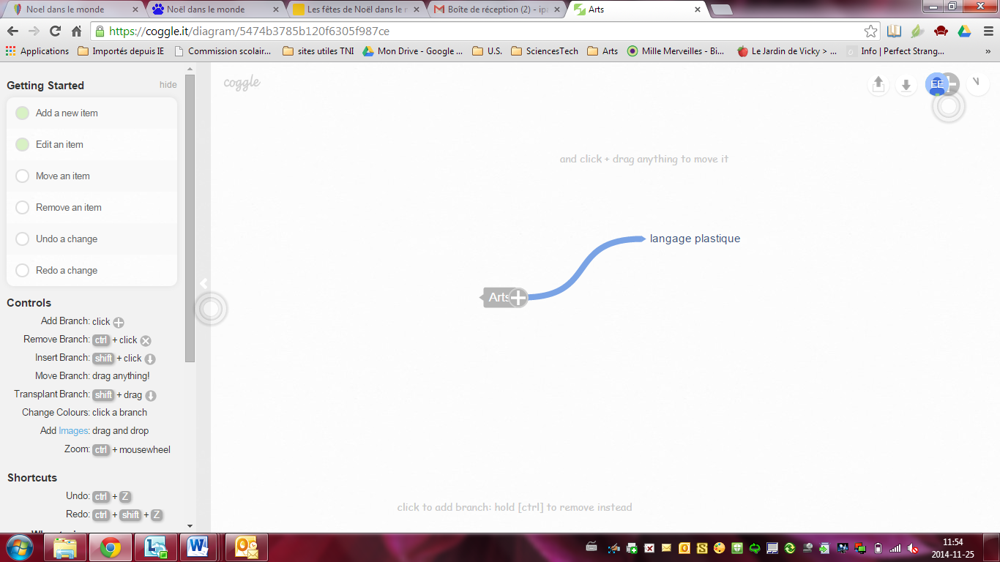 Noel dans le monde
Noël dans le monde
Les fêtes de Noël dans le r
Boîte de réception (2) - ip
Arts
https://coggle.it/diagram/5474b3785b120f6305f987ce
Applications
Importés depuis IE
Commission scolair...
sites utiles TNI
Mon Drive - Google ...
U.S.
SciencesTech
Arts
Mille Merveilles - Bi...
Le Jardin de Vicky > ...
Info | Perfect Strang...
»
Getting Started
hide
Add a new item
Edit an item
Move an item
Remove an item
Undo a change
Redo a change
Controls
Add Branch: click
Remove Branch: ctrl + click
Insert Branch: shift + click
Move Branch: drag anything!
Transplant Branch: shift + drag
Change Colours: click a branch
Add Images: drag and drop
Zoom: ctrl + mousewheel
Shortcuts
Undo: ctrl + Z
Redo: ctrl + shift + Z
coggle
EE
and click + drag anything to move it
langage plastique
Arts
click to add branch: hold [ctrl] to remove instead
11:54
2014-11-25